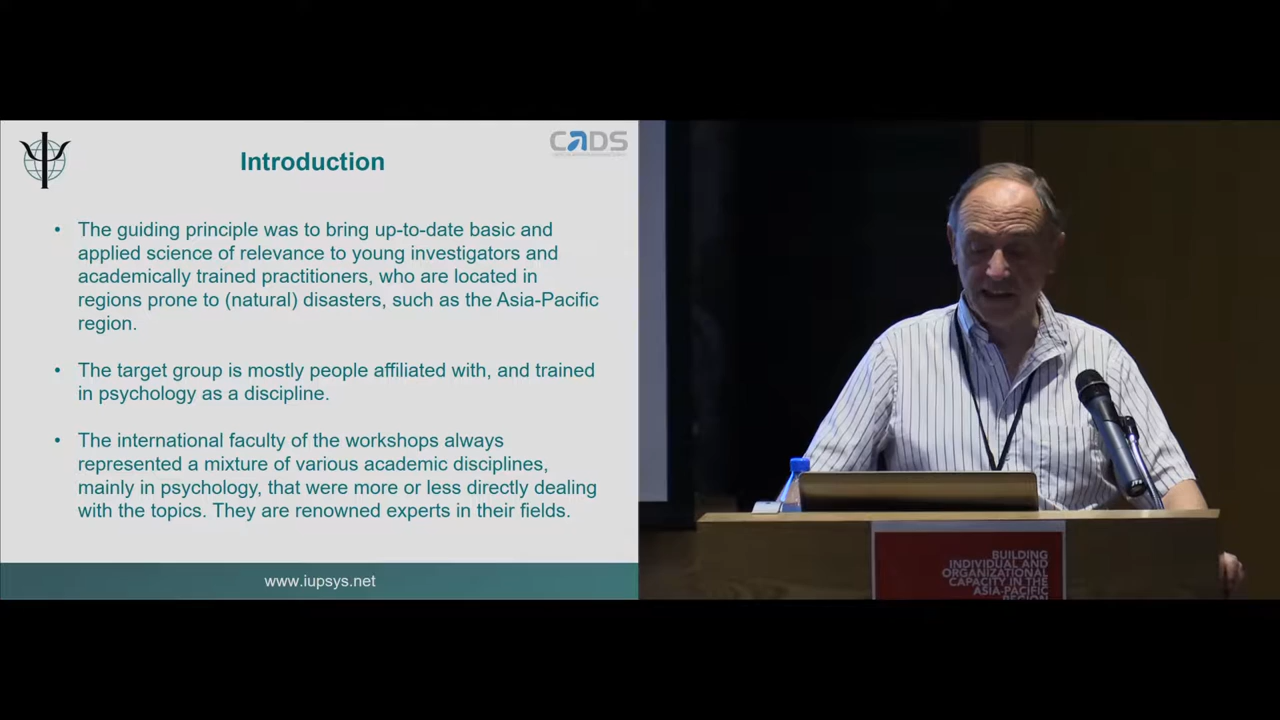 CADS
Introduction
• The guiding principle was to bring up-to-date basic and
applied science of relevance to young investigators and
academically trained practitioners, who are located in
regions prone to (natural) disasters, such as the Asia-Pacific
region.
• The target group is mostly people affiliated with, and trained
in psychology as a discipline.
• The international faculty of the workshops always
represented a mixture of various academic disciplines,
mainly in psychology, that were more or less directly dealing
with the topics. They are renowned experts in their fields.
www.iupsys.net
BUILDING
INDIVIDUAL AND
ORGANIZATIONAL
CAPACITY IN THE
ASIA-PACIFIC
REGION